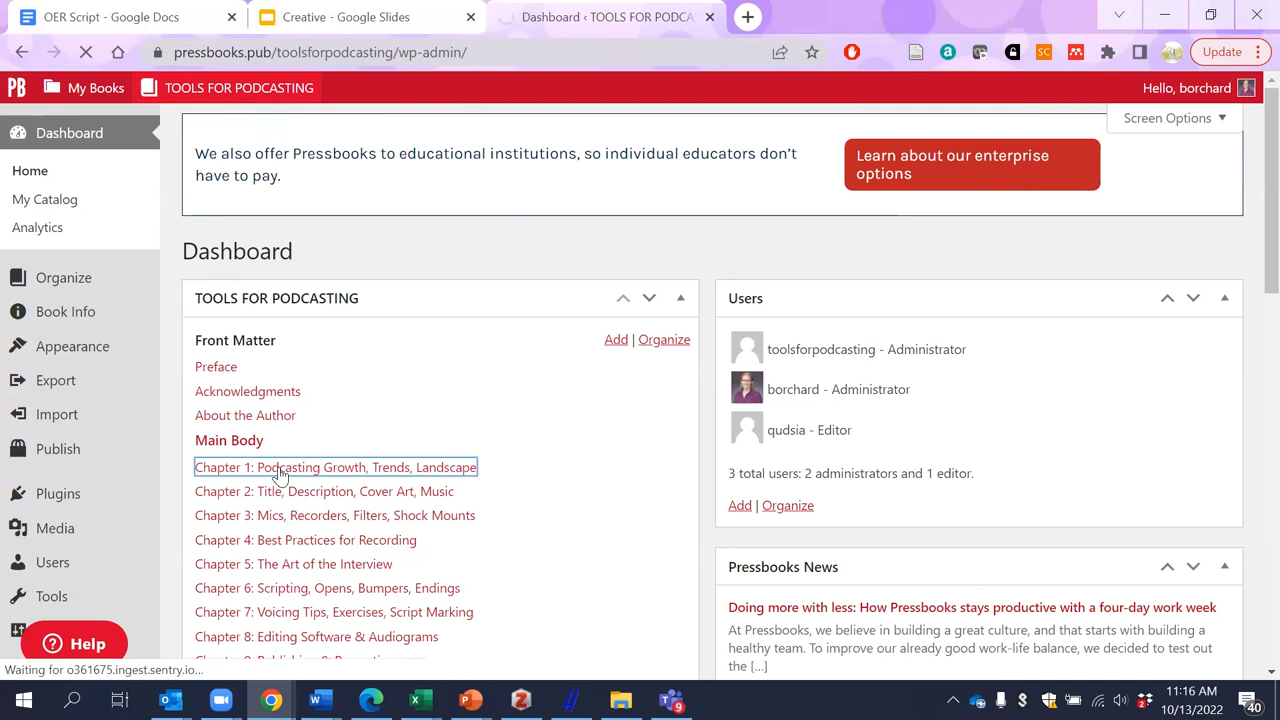 OER Script - Google Docs
Creative - Google Slides
Dashboard ‹ TOOLS FOR PODCA
pressbooks.pub/toolsforpodcasting/wp-admin/
SC
Update
PB
My Books
TOOLS FOR PODCASTING
Hello, borchard
Dashboard
Screen Options
We also offer Pressbooks to educational institutions, so individual educators don't
have to pay.
Learn about our enterprise
options
Home
My Catalog
Analytics
Organize
Book Info
Appearance
Export
Import
Publish
Plugins
Media
Users
Tools
Help
Dashboard
TOOLS FOR PODCASTING
Front Matter
Add | Organize
Preface
Acknowledgments
About the Author
Main Body
Chapter 1: Podcasting Growth, Trends, Landscape
Chapter 2: Title, Description, Cover Art, Music
Chapter 3: Mics, Recorders, Filters, Shock Mounts
Chapter 4: Best Practices for Recording
Chapter 5: The Art of the Interview
Chapter 6: Scripting, Opens, Bumpers, Endings
Chapter 7: Voicing Tips, Exercises, Script Marking
Chapter 8: Editing Software & Audiograms
Users
toolsforpodcasting - Administrator
borchard - Administrator
qudsia - Editor
3 total users: 2 administrators and 1 editor.
Add | Organize
Pressbooks News
Doing more with less: How Pressbooks stays productive with a four-day work week
At Pressbooks, we believe in building a great culture, and that starts with building a
healthy team. To improve our already good work-life balance, we decided to test out
the [...]
Waiting for o361675.ingest.sentry.io...
9
11:16 AM
10/13/2022
40